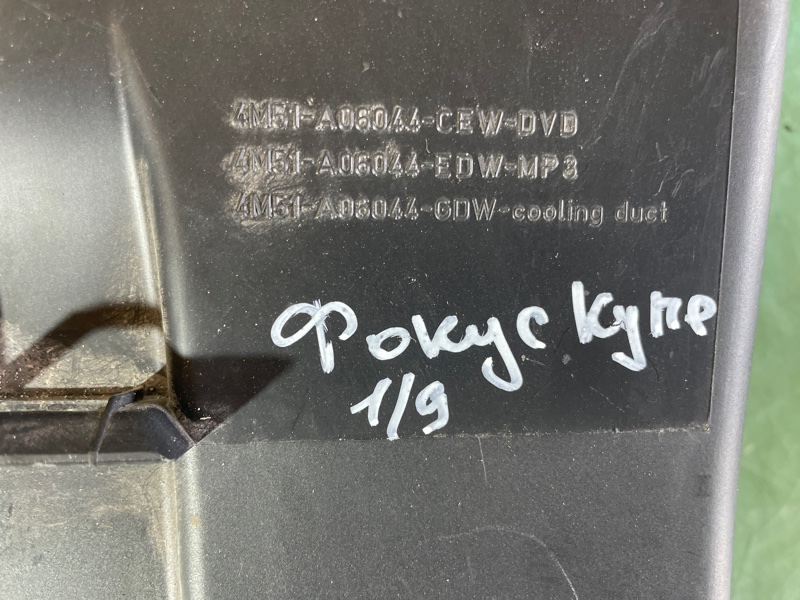 4M51-A06044-CEW-DVD
4M51-A06044-EDW-MP3
4M51-A06044-GDW-cooling duct
Фокус купе
1/9